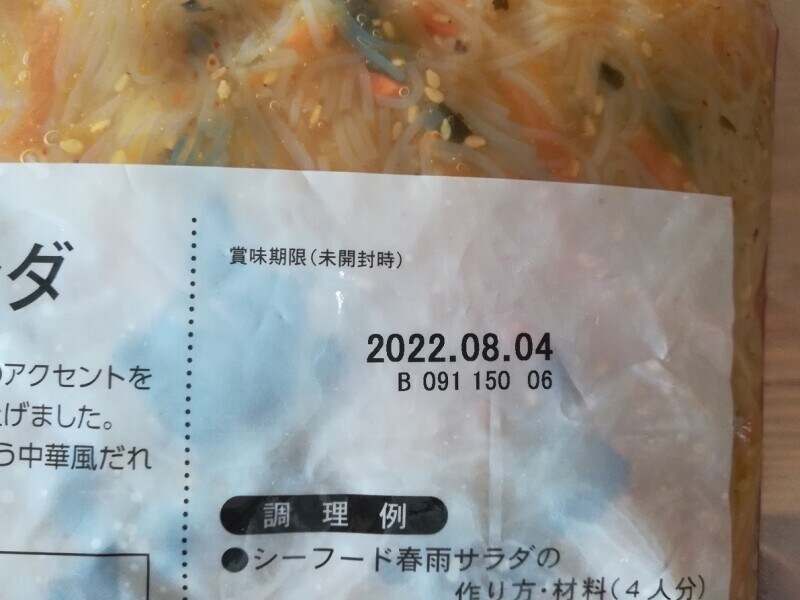 ダ
賞味期限(未開封時)
2022.08.04
B 091 150 06
アクセントを
げました。
う中華風だれ
調理例
●シーフード春雨サラダの
作り方・材料(4人分)